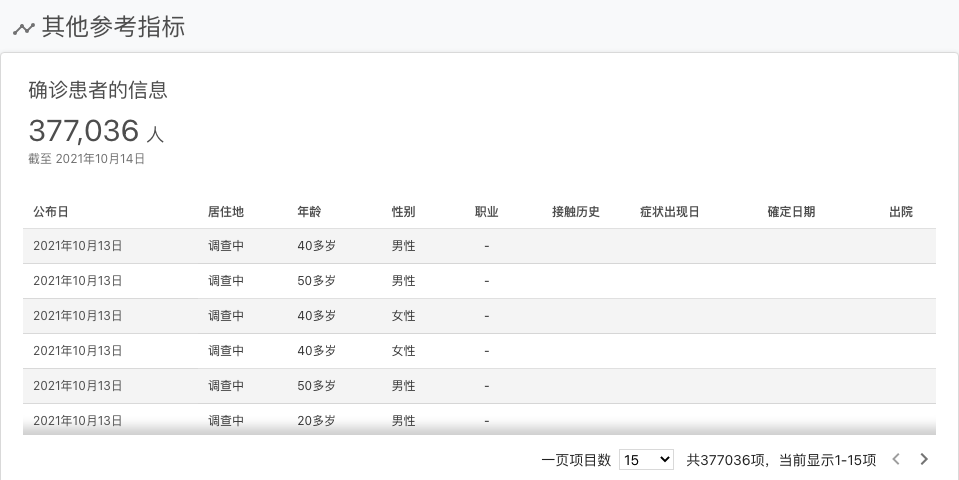 其他参考指标
确诊患者的信息
377,036 人
截至 2021年10月14日
公布日 居住地 年龄 性别 职业 接触历史 症状出现日 確定日期 出院
2021年10月13日 调查中 40多岁 男性 -
2021年10月13日 调查中 50多岁 男性 -
2021年10月13日 调查中 40多岁 女性 -
2021年10月13日 调查中 40多岁 女性 -
2021年10月13日 调查中 50多岁 男性 -
2021年10月13日 调查中 20多岁 男性 -
一页项目数 15 共377036项，当前显示1-15项